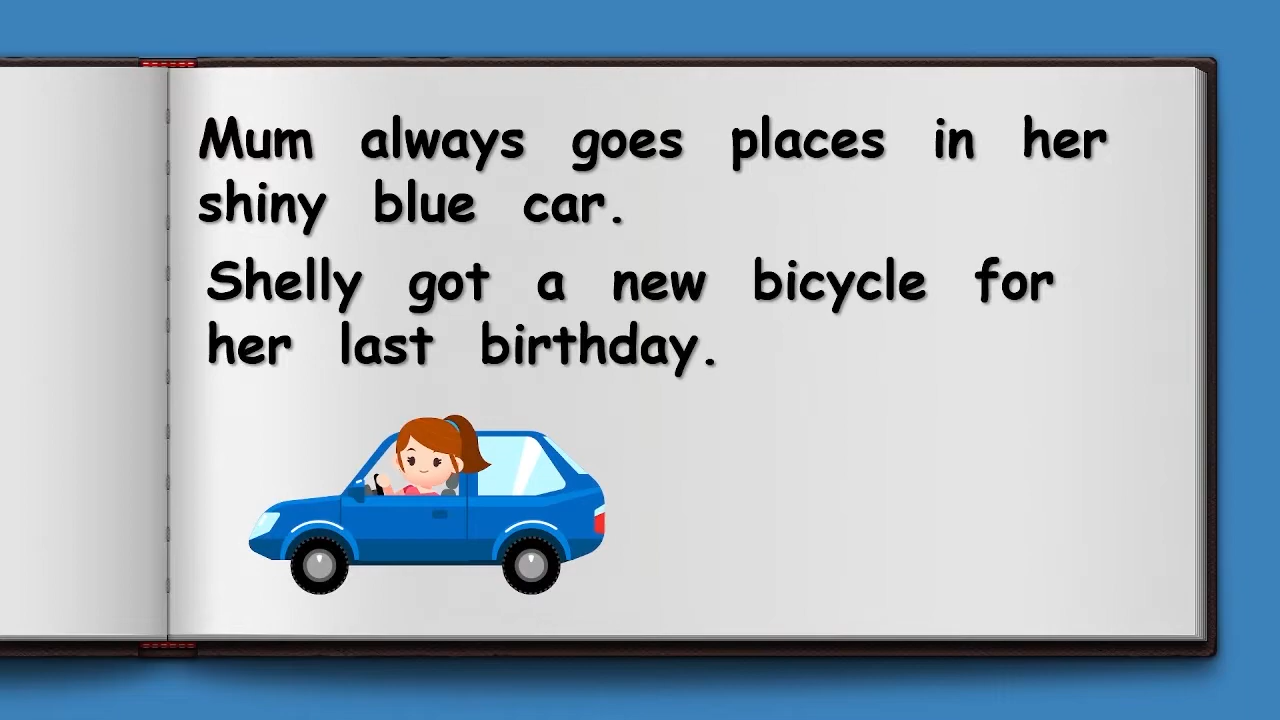 Mum always goes places in her
shiny blue car.
Shelly got a new bicycle for
her last birthday.